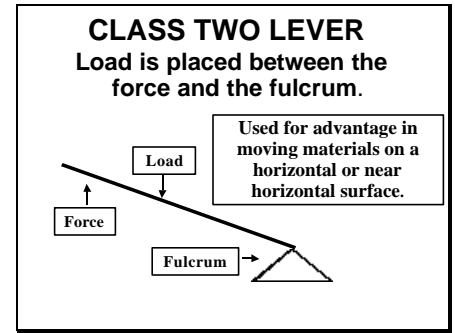 CLASS TWO LEVER
Load is placed between the
force and the fulcrum.
Used for advantage in
moving materials on a
horizontal or near
horizontal surface.
Load
Force
Fulcrum